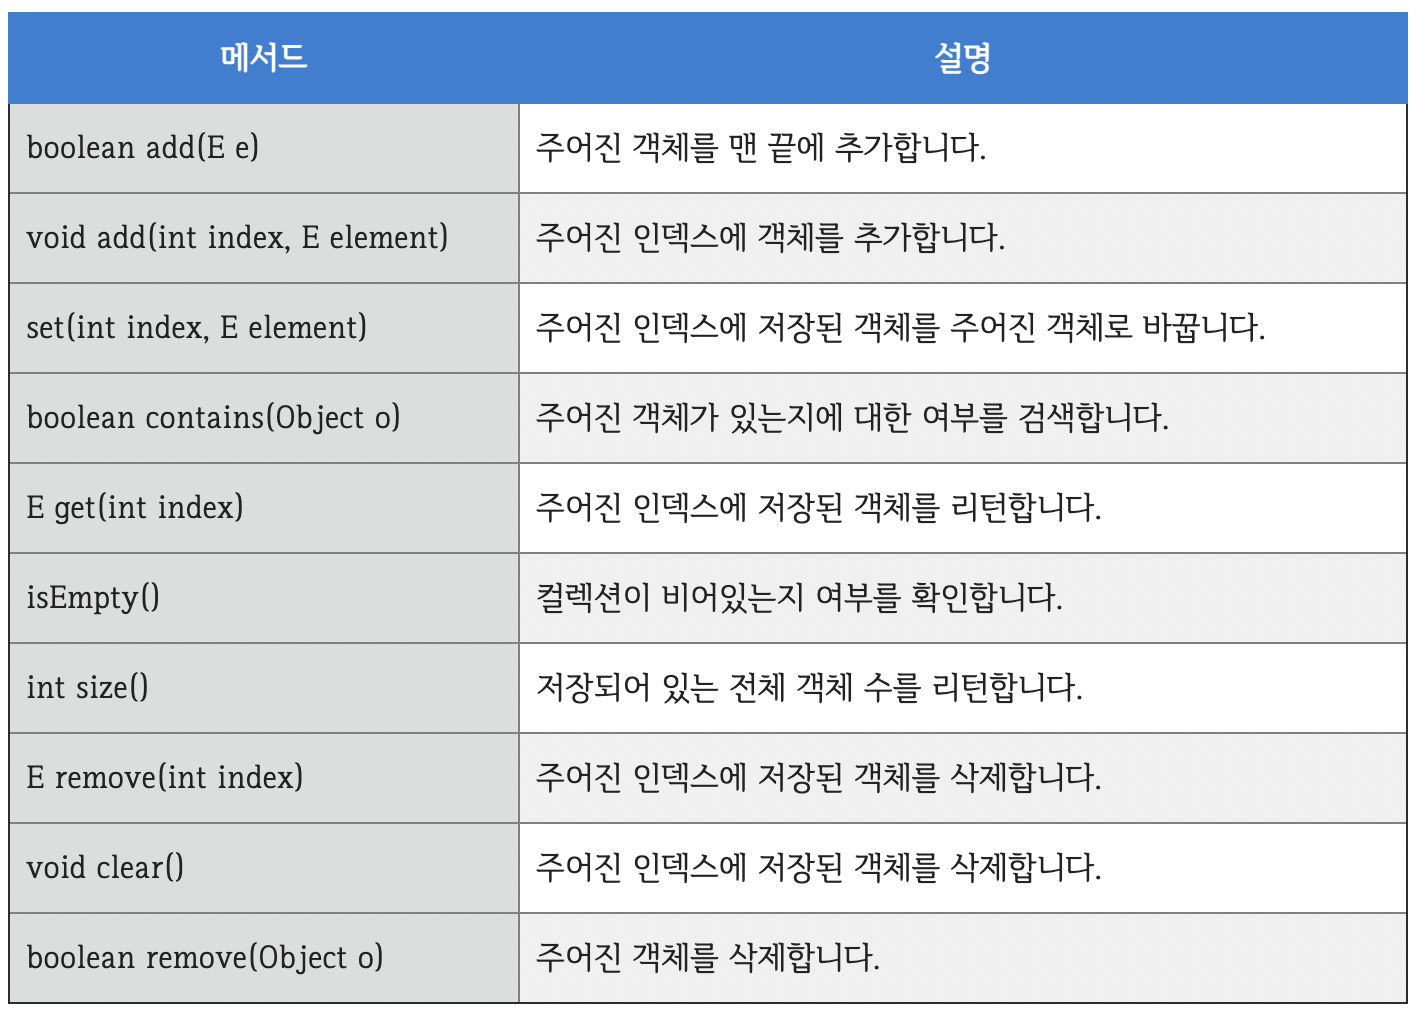 메서드 설명
boolean add(E e) 주어진 객체를 맨 끝에 추가합니다.
void add(int index, E element) 주어진 인덱스에 객체를 추가합니다.
set(int index, E element) 주어진 인덱스에 저장된 객체를 주어진 객체로 바꿉니다.
boolean contains(Object o) 주어진 객체가 있는지에 대한 여부를 검색합니다.
E get(int index) 주어진 인덱스에 저장된 객체를 리턴합니다.
isEmpty() 컬렉션이 비어있는지 여부를 확인합니다.
int size() 저장되어 있는 전체 객체 수를 리턴합니다.
E remove(int index) 주어진 인덱스에 저장된 객체를 삭제합니다.
void clear() 주어진 인덱스에 저장된 객체를 삭제합니다.
boolean remove(Object o) 주어진 객체를 삭제합니다.